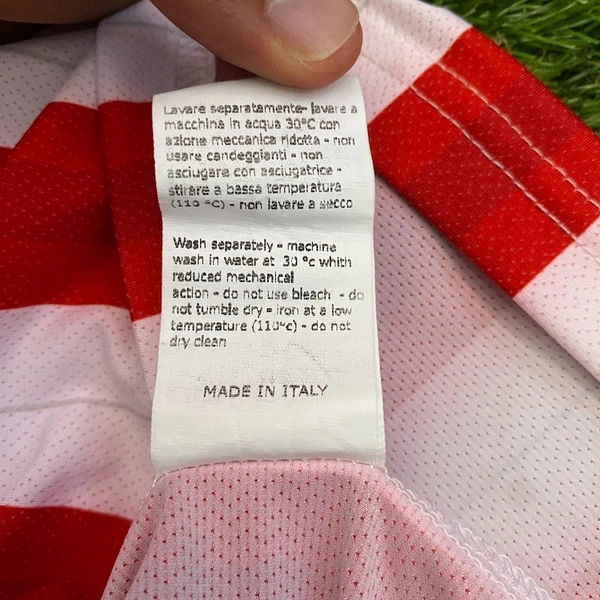 Lavare separatamente- lavare a
macchina in acqua 30°C con
azione meccanica ridotta - non
usare candeggianti - non
asciugare con asciugatrice -
stirare a bassa temperatura
(110 °C) - non lavare a secco
Wash separately - machine
wash in water at 30 °c whith
reduced mechanical
action - do not use bleach - do
not tumble dry - iron at a low
temperature (110°c) - do not
dry clean
MADE IN ITALY